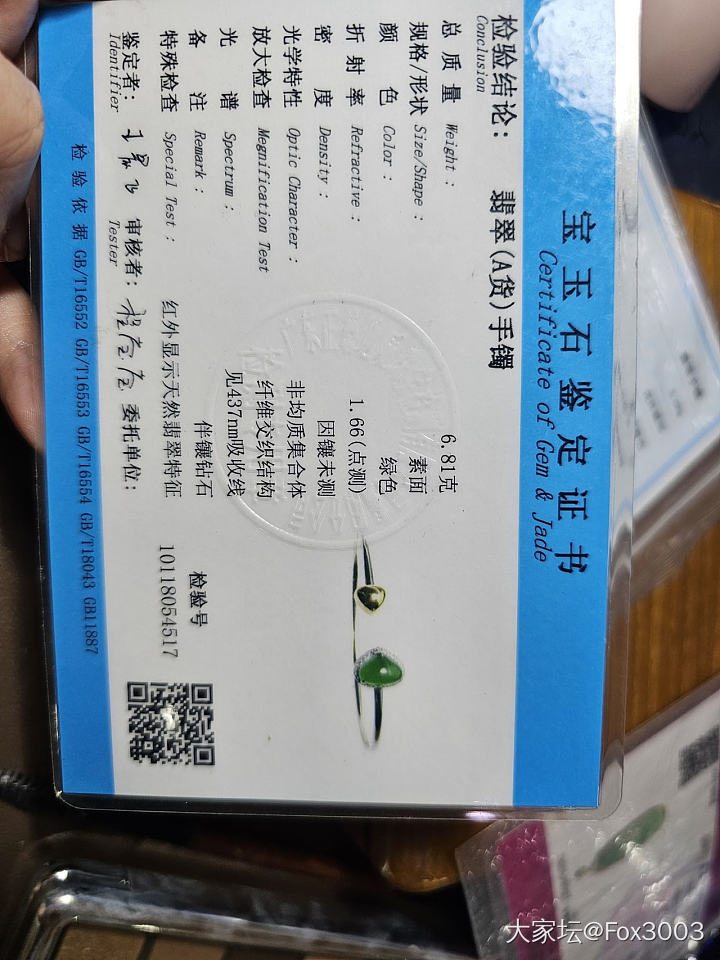 宝玉石鉴定证书
Certificate of Gem & Jade
检验结论: 翡翠(A货)手镯
Conclusion
总质量 Weight: 6.81克
规格/形状 Size/Shape: 素面
颜色 Color: 绿色
折射率 Refractive: 1.66(点测)
密度 Density: 因镶未测
光学特性 Optic Character: 非均质集合体
放大检查 Megnification Test 纤维交织结构
光谱 Spectrum: 见437nm吸收线
备注 Remark: 伴镶钻石
特殊检查 Special Test: 红外显示天然翡翠特征
检验号
10118054517
鉴定者: 审核者: 委托单位:
Identifier Tester
检验依据 GB/T16552 GB/T16553 GB/T16554 GB/T18043 GB11887
大家坛@Fox3003